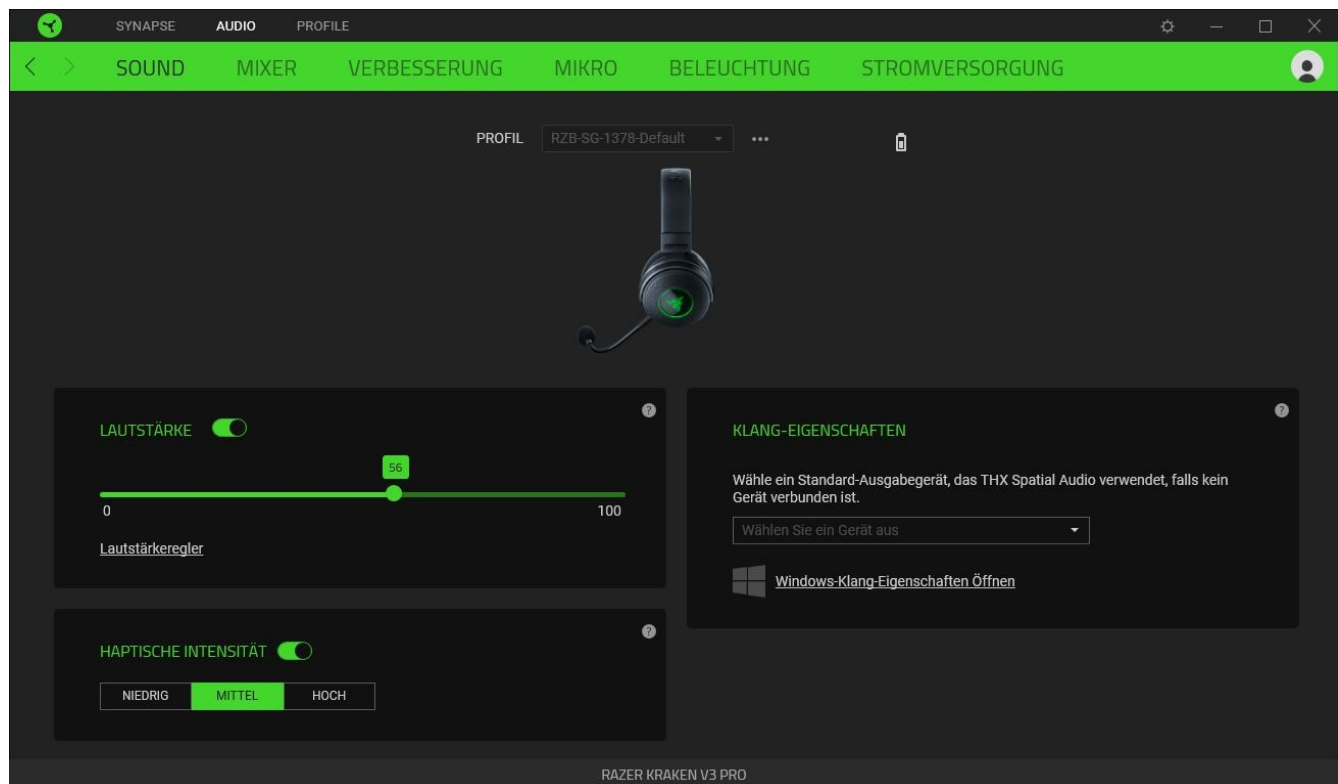 SYNAPSE AUDIO PROFILE
SOUND MIXER VERBESSERUNG MIKRO BELEUCHTUNG STROMVERSORGUNG
PROFIL RZB-SG-1378-Default
LAUTSTÄRKE
56
0 100
Lautstärkeregler
KLANG-EIGENSCHAFTEN
Wähle ein Standard-Ausgabegerät, das THX Spatial Audio verwendet, falls kein
Gerät verbunden ist.
Wählen Sie ein Gerät aus
Windows-Klang-Eigenschaften Öffnen
HAPTISCHE INTENSITÄT
NIEDRIG MITTEL HOCH
RAZER KRAKEN V3 PRO